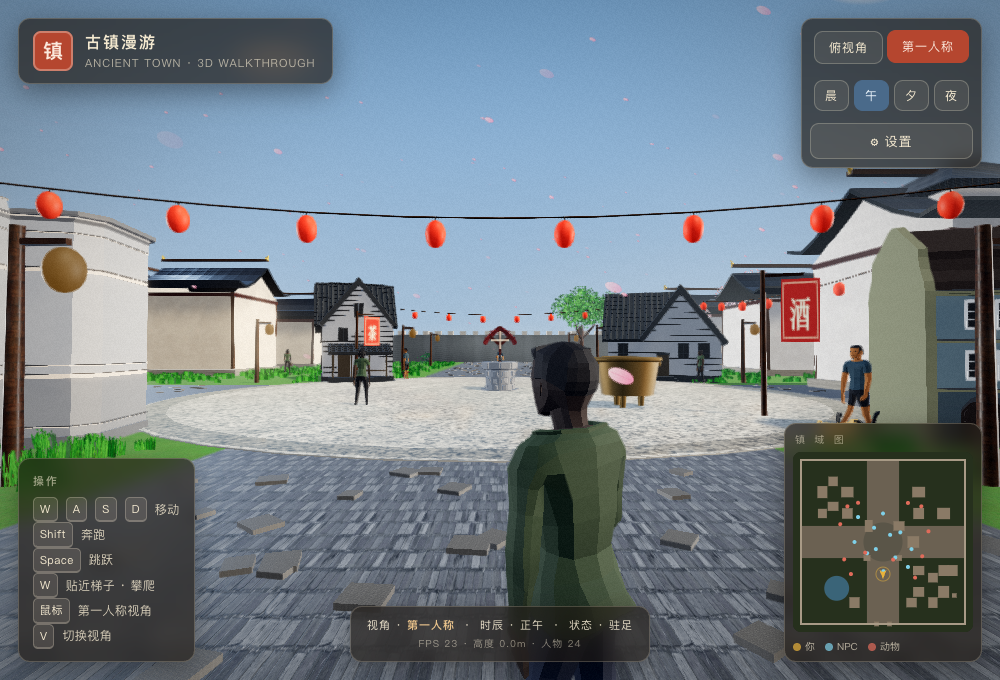 镇
古镇漫游
ANCIENT TOWN · 3D WALKTHROUGH
俯视角 第一人称
晨 午 夕 夜
⚙ 设置
茶
酒
操作
W A S D 移动
Shift 奔跑
Space 跳跃
W 贴近梯子 · 攀爬
鼠标 第一人称视角
V 切换视角
视角 · 第一人称 · 时辰 · 正午 · 状态 · 驻足
FPS 23 · 高度 0.0m · 人物 24
镇域图
你 NPC 动物